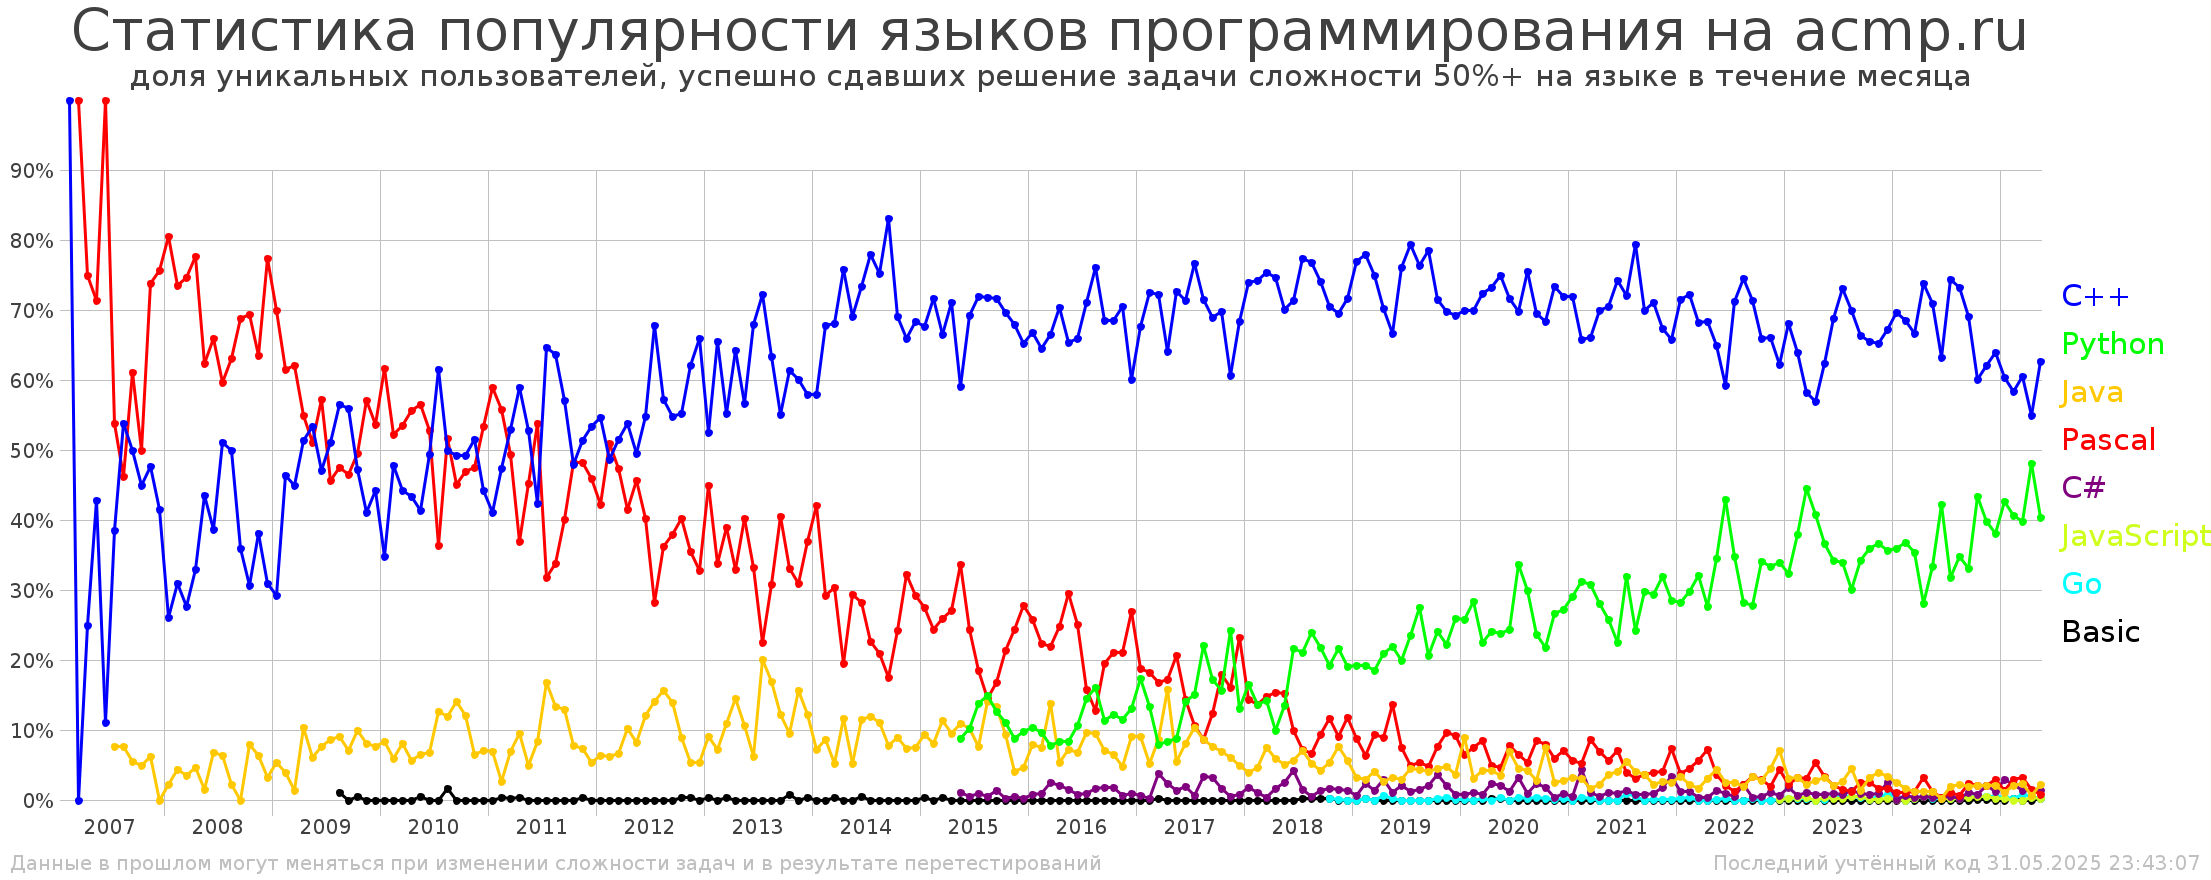 Статистика популярности языков программирования на acmp.ru
доля уникальных пользователей, успешно сдавших решение задачи сложности 50%+ на языке в течение месяца
90%
80%
70%
60%
50%
40%
30%
20%
10%
0%
C++
Python
Java
Pascal
C#
JavaScript
Go
Basic
2007 2008 2009 2010 2011 2012 2013 2014 2015 2016 2017 2018 2019 2020 2021 2022 2023 2024
Данные в прошлом могут меняться при изменении сложности задач и в результате перетестирований
Последний учтённый код 31.05.2025 23:43:07